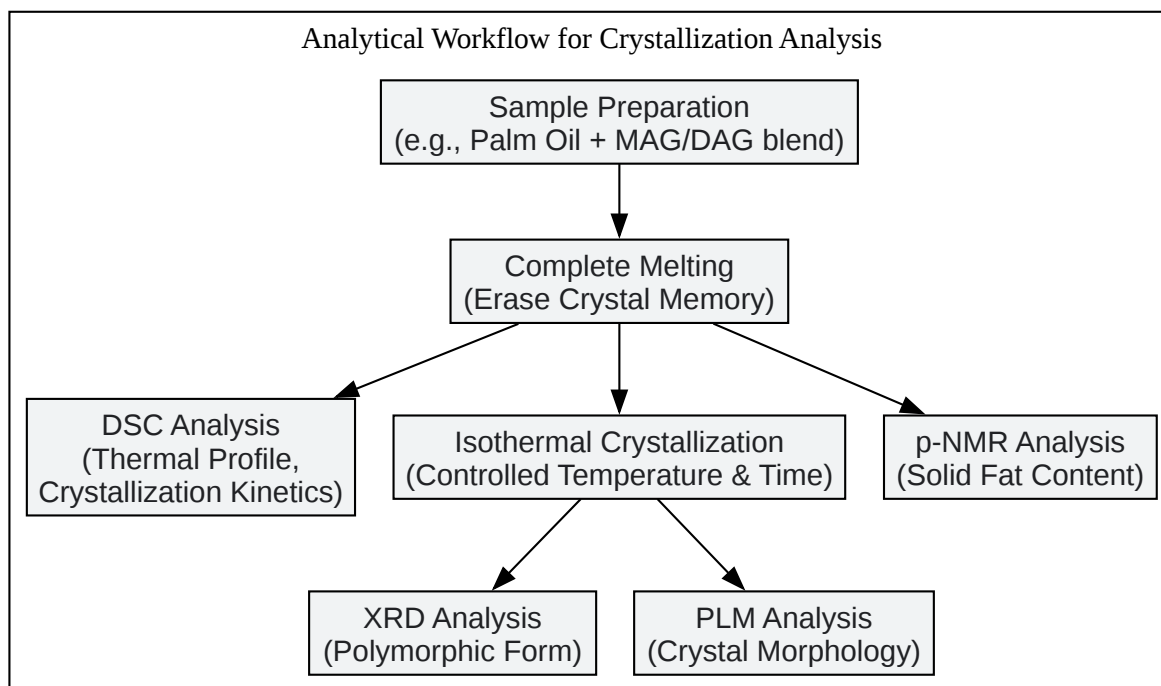 Analytical Workflow for Crystallization Analysis
Sample Preparation
(e.g., Palm Oil + MAG/DAG blend)
Complete Melting
(Erase Crystal Memory)
DSC Analysis
(Thermal Profile,
Crystallization Kinetics)
Isothermal Crystallization
(Controlled Temperature & Time)
p-NMR Analysis
(Solid Fat Content)
XRD Analysis
(Polymorphic Form)
PLM Analysis
(Crystal Morphology)